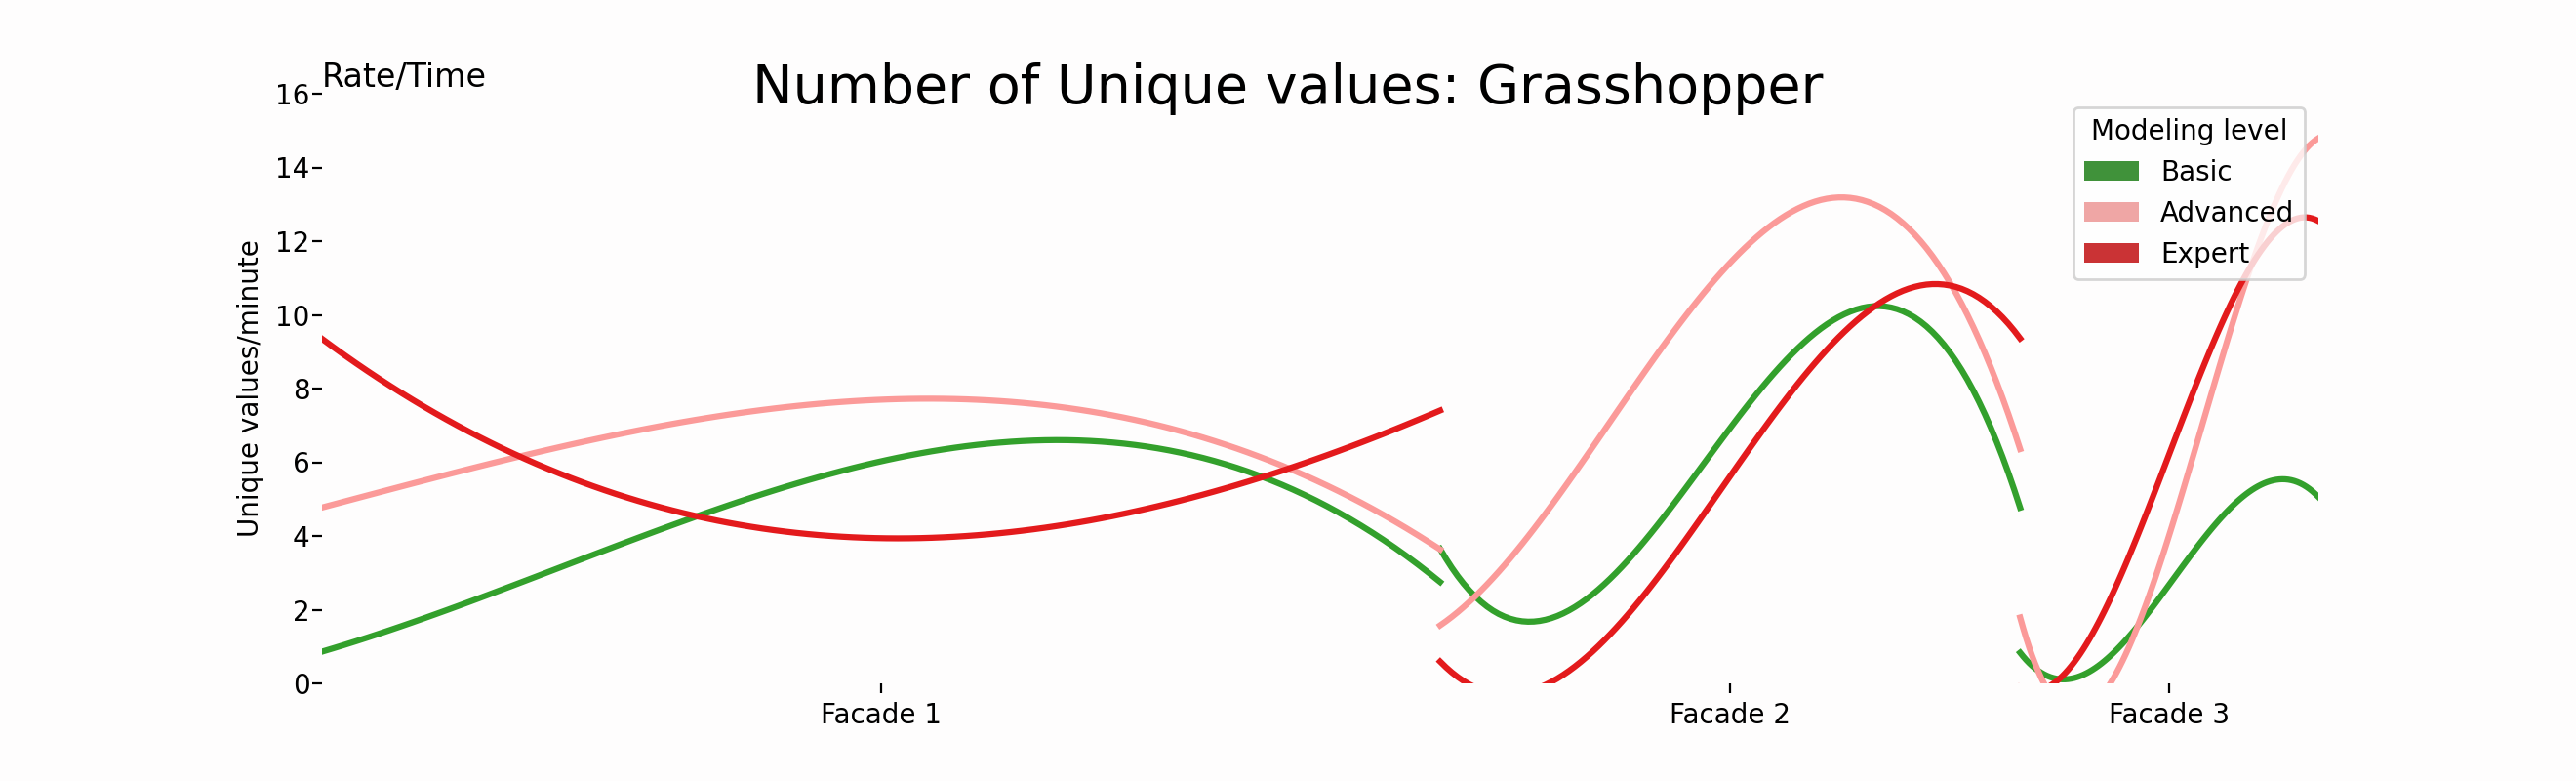 Rate/Time
Number of Unique values: Grasshopper
Unique values/minute
16
14
12
10
8
6
4
2
0
Modeling level
Basic
Advanced
Expert
Facade 1
Facade 2
Facade 3